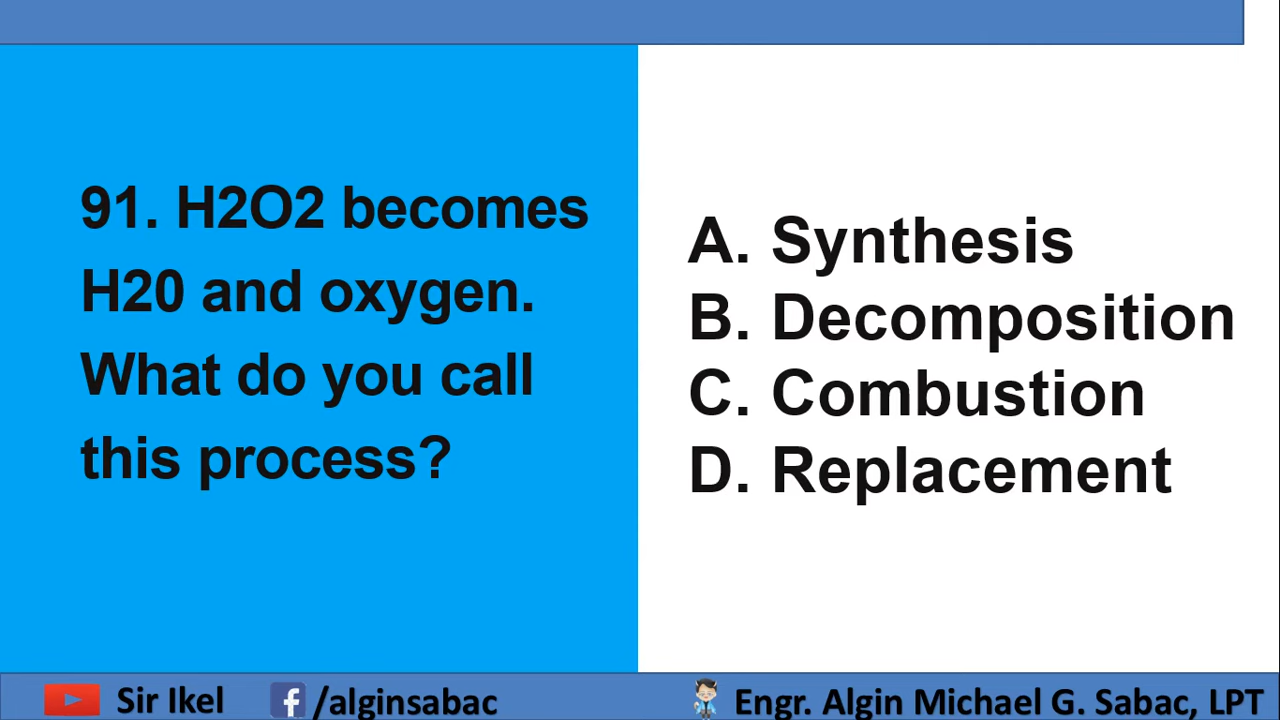 91. H2O2 becomes
H20 and oxygen.
What do you call
this process?
A. Synthesis
B. Decomposition
C. Combustion
D. Replacement
Sir Ikel
/alginsabac
Engr. Algin Michael G. Sabac, LPT